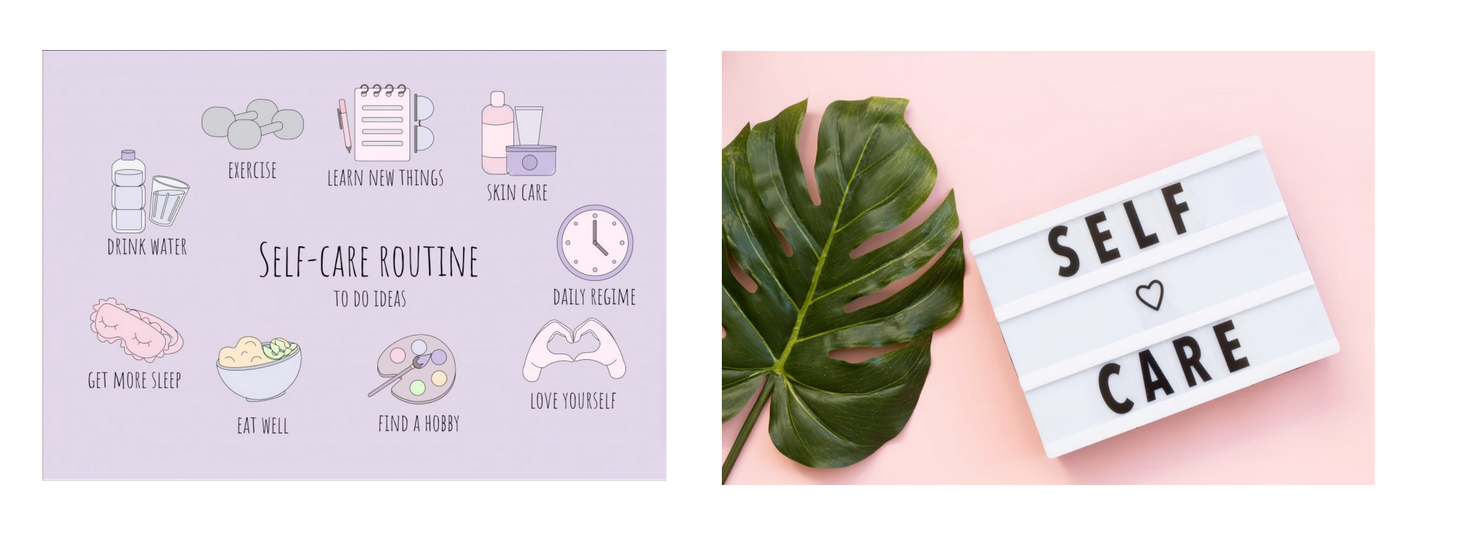 EXERCISE
LEARN NEW THINGS
SKIN CARE
DRINK WATER
SELF-CARE ROUTINE
TO DO IDEAS
DAILY REGIME
GET MORE SLEEP
EAT WELL
FIND A HOBBY
LOVE YOURSELF
SELF
CARE